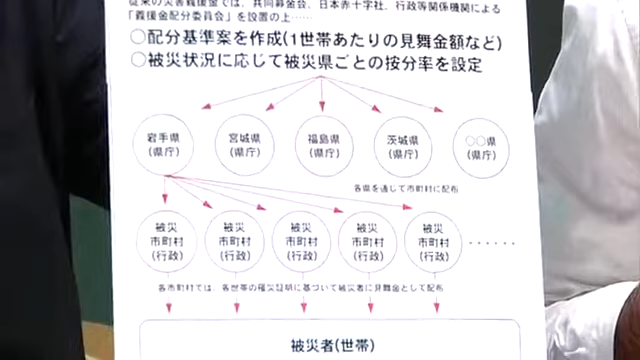 従来の災害義援金では、共同募金会、日本赤十字社、行政等関係機関による
「義援金配分委員会」を設置の上……
○配分基準案を作成(1世帯あたりの見舞金額など)
○被災状況に応じて被災県ごとの按分率を設定
岩手県
(県庁)
宮城県
(県庁)
福島県
(県庁)
茨城県
(県庁)
○○県
(県庁)
各県を通じて市町村に配布
被災
市町村
(行政)
被災
市町村
(行政)
被災
市町村
(行政)
被災
市町村
(行政)
被災
市町村
(行政)
……
各市町村では、各世帯の罹災証明に基づいて被災者に見舞金として配布
被災者(世帯)